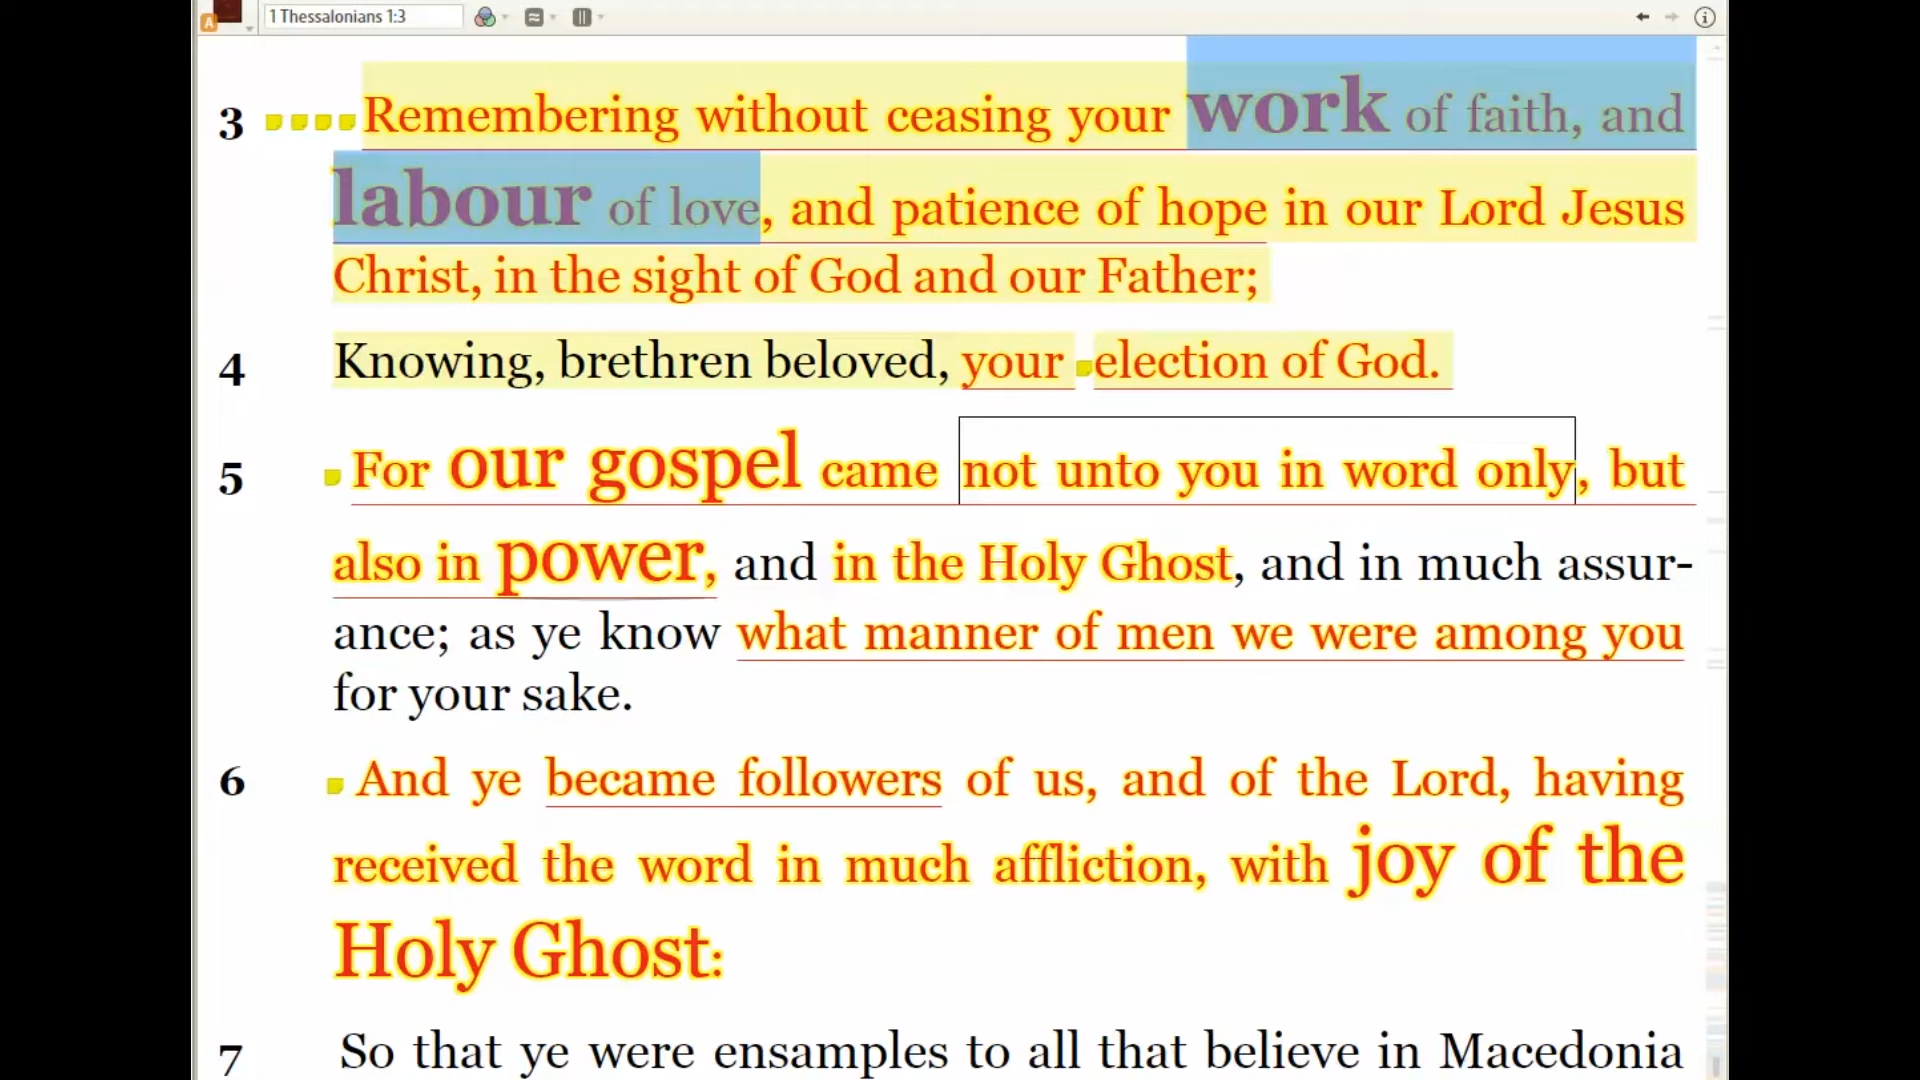 A
1 Thessalonians 1:3
3 Remembering without ceasing your work of faith, and
labour of love, and patience of hope in our Lord Jesus
Christ, in the sight of God and our Father;
4 Knowing, brethren beloved, your election of God.
5 For our gospel came not unto you in word only, but
also in power, and in the Holy Ghost, and in much assur-
ance; as ye know what manner of men we were among you
for your sake.
6 And ye became followers of us, and of the Lord, having
received the word in much affliction, with joy of the
Holy Ghost:
7 So that ye were ensamples to all that believe in Macedonia